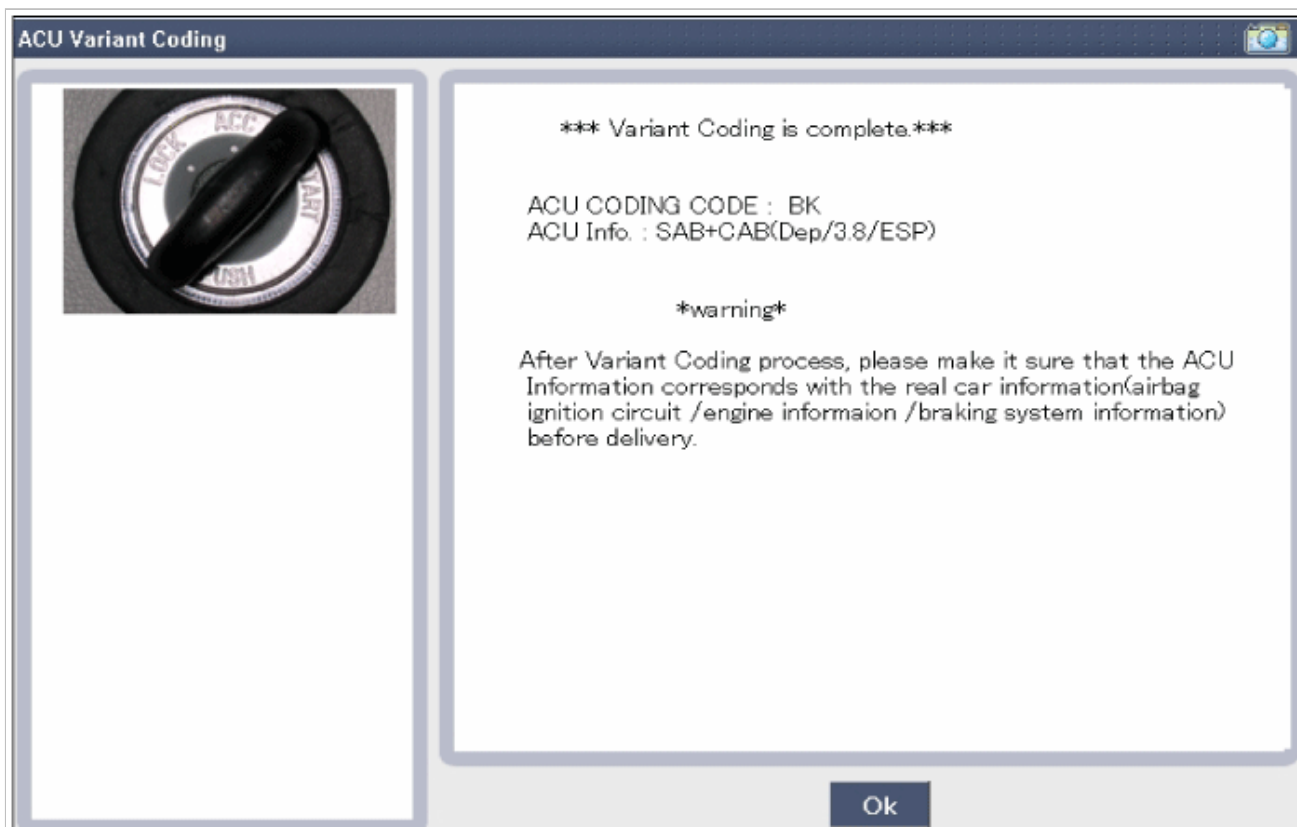 ACU Variant Coding
LOCK
ACC
START
PUSH
*** Variant Coding is complete.***
ACU CODING CODE : BK
ACU Info. : SAB+CAB(Dep/3.8/ESP)
*warning*
After Variant Coding process, please make it sure that the ACU
Information corresponds with the real car information(airbag
ignition circuit /engine informaion /braking system information)
before delivery.
Ok